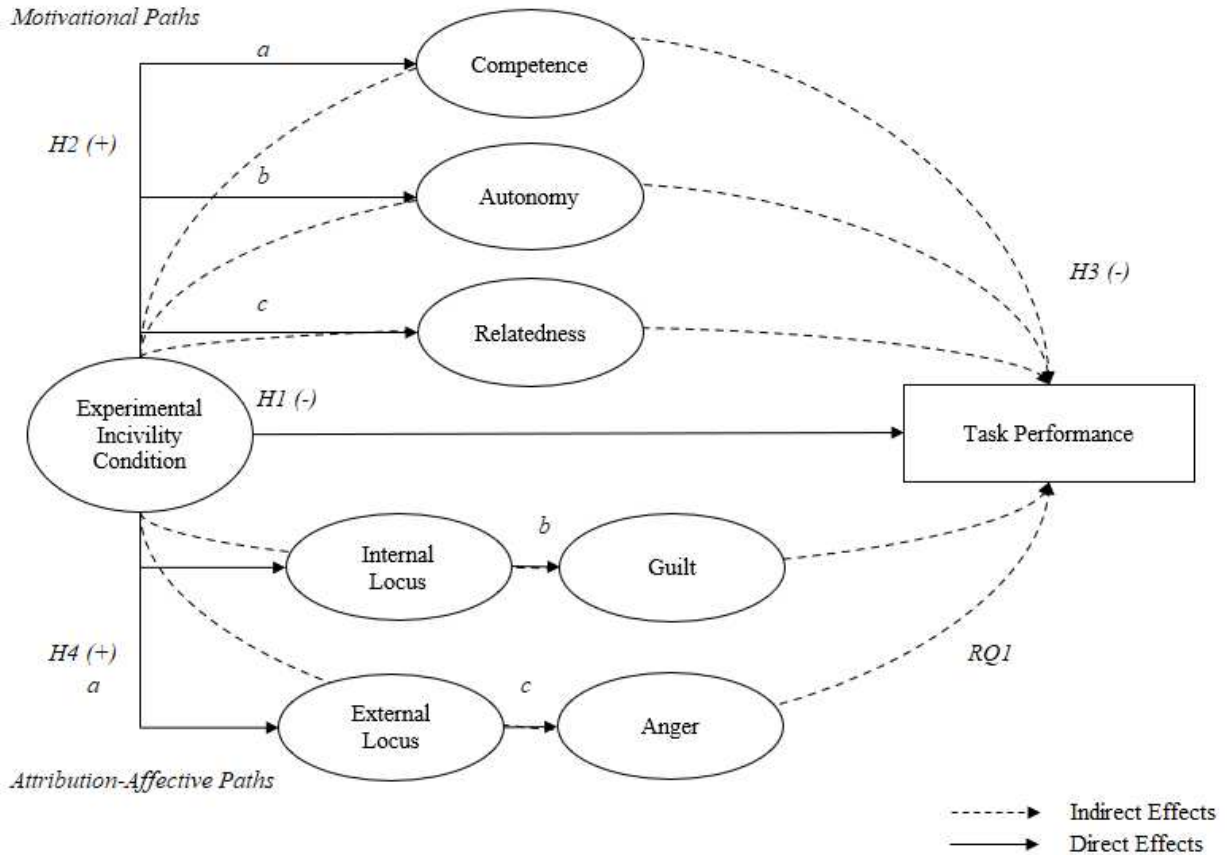 Motivational Paths
a
Competence
H2 (+)
b
Autonomy
H3 (-)
c
Relatedness
H1 (-)
Experimental
Incivility
Condition
Task Performance
b
Internal
Locus
Guilt
H4 (+)
a
RQ1
c
External
Locus
Anger
Attribution-Affective Paths
Indirect Effects
Direct Effects